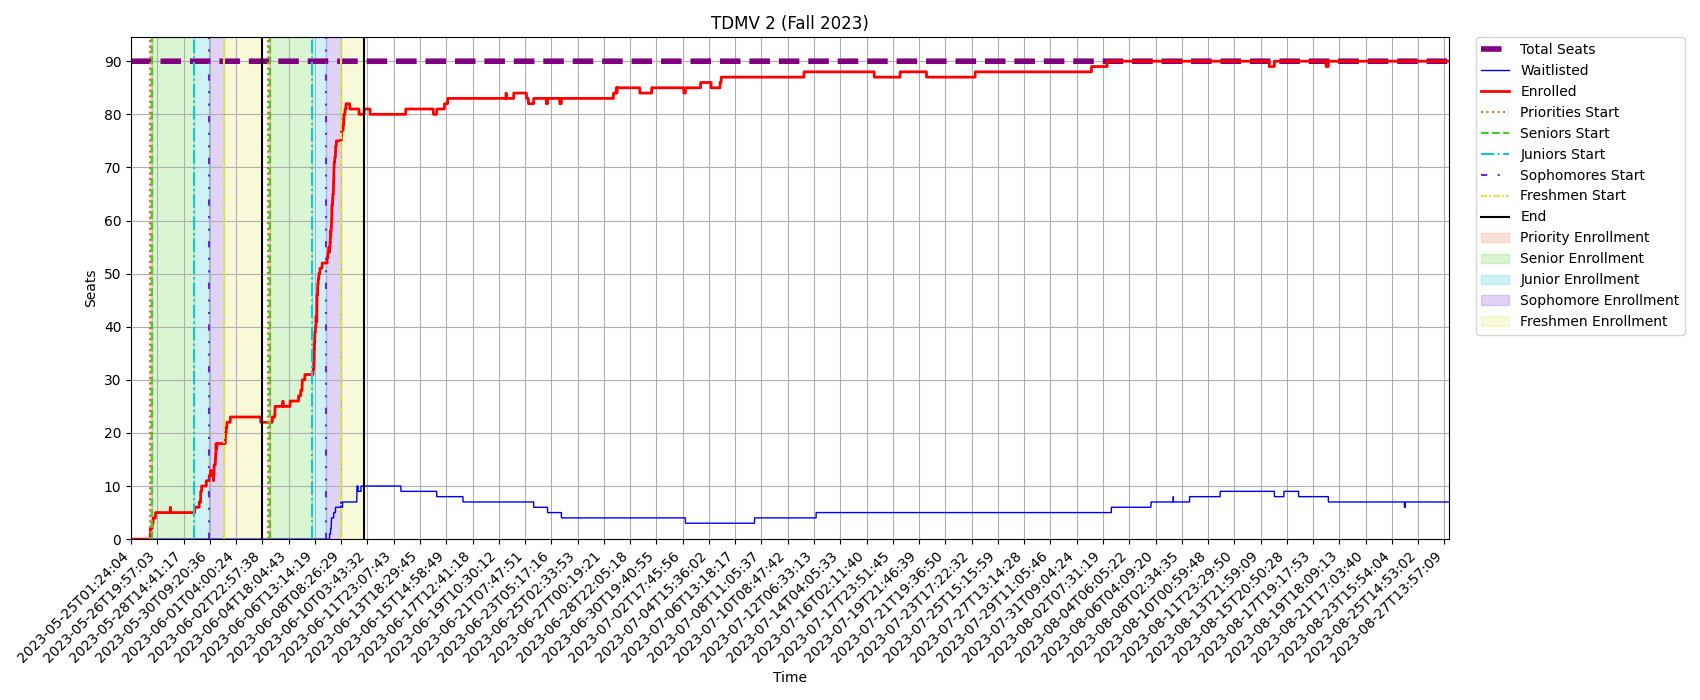 TDMV 2 (Fall 2023)
Seats
90
80
70
60
50
40
30
20
10
0
2023-05-25T01:24:04
2023-05-26T19:57:03
2023-05-28T14:41:17
2023-05-30T09:20:36
2023-06-01T04:00:24
2023-06-02T22:57:38
2023-06-04T18:04:43
2023-06-06T13:14:19
2023-06-08T08:26:29
2023-06-10T03:43:32
2023-06-11T23:07:43
2023-06-13T18:29:45
2023-06-15T14:58:49
2023-06-17T12:41:18
2023-06-19T10:30:12
2023-06-21T07:47:51
2023-06-23T05:17:16
2023-06-25T02:33:53
2023-06-27T00:19:21
2023-06-28T22:05:18
2023-06-30T19:40:55
2023-07-02T17:45:56
2023-07-04T15:36:02
2023-07-06T13:18:17
2023-07-08T11:05:37
2023-07-10T08:47:42
2023-07-12T06:33:13
2023-07-14T04:05:33
2023-07-16T02:11:40
2023-07-17T23:51:45
2023-07-19T21:46:39
2023-07-21T19:36:50
2023-07-23T17:22:32
2023-07-25T15:15:59
2023-07-27T13:14:28
2023-07-29T11:05:46
2023-07-31T09:04:24
2023-08-02T07:31:19
2023-08-04T06:05:22
2023-08-06T04:09:20
2023-08-08T02:34:35
2023-08-10T00:59:48
2023-08-11T23:29:50
2023-08-13T21:59:09
2023-08-15T20:50:28
2023-08-17T19:17:53
2023-08-19T18:09:13
2023-08-21T17:03:40
2023-08-23T15:54:04
2023-08-25T14:53:02
2023-08-27T13:57:09
Time
Total Seats
Waitlisted
Enrolled
Priorities Start
Seniors Start
Juniors Start
Sophomores Start
Freshmen Start
End
Priority Enrollment
Senior Enrollment
Junior Enrollment
Sophomore Enrollment
Freshmen Enrollment